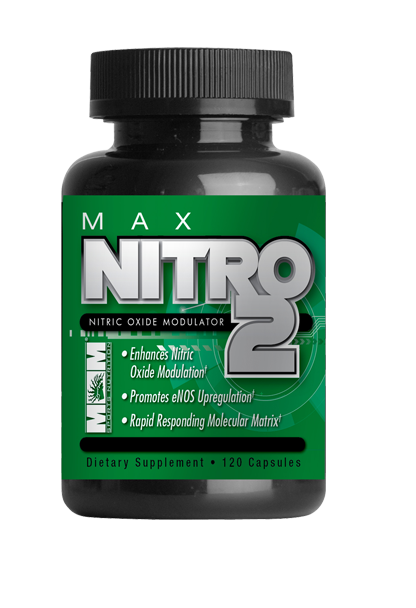 MAX
NITRO
2
NITRIC OXIDE MODULATOR
• Enhances Nitric
Oxide Modulation†
• Promotes eNOS Upregulation†
• Rapid Responding Molecular Matrix†
Dietary Supplement • 120 Capsules